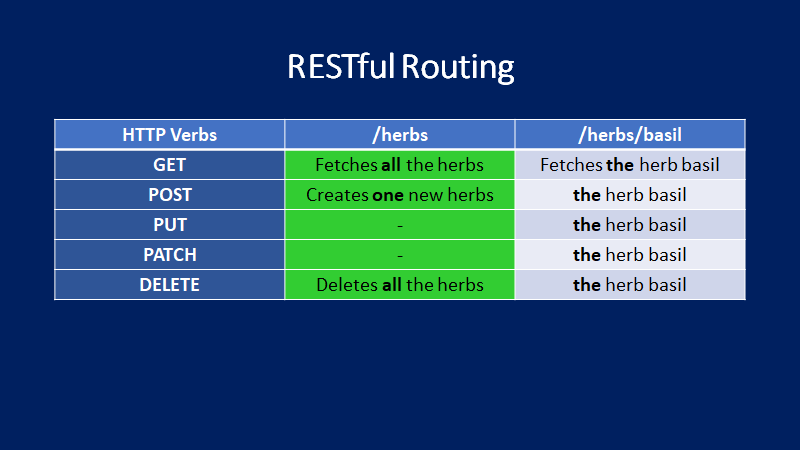 RESTful Routing
HTTP Verbs /herbs /herbs/basil
GET Fetches all the herbs Fetches the herb basil
POST Creates one new herbs the herb basil
PUT - the herb basil
PATCH - the herb basil
DELETE Deletes all the herbs the herb basil